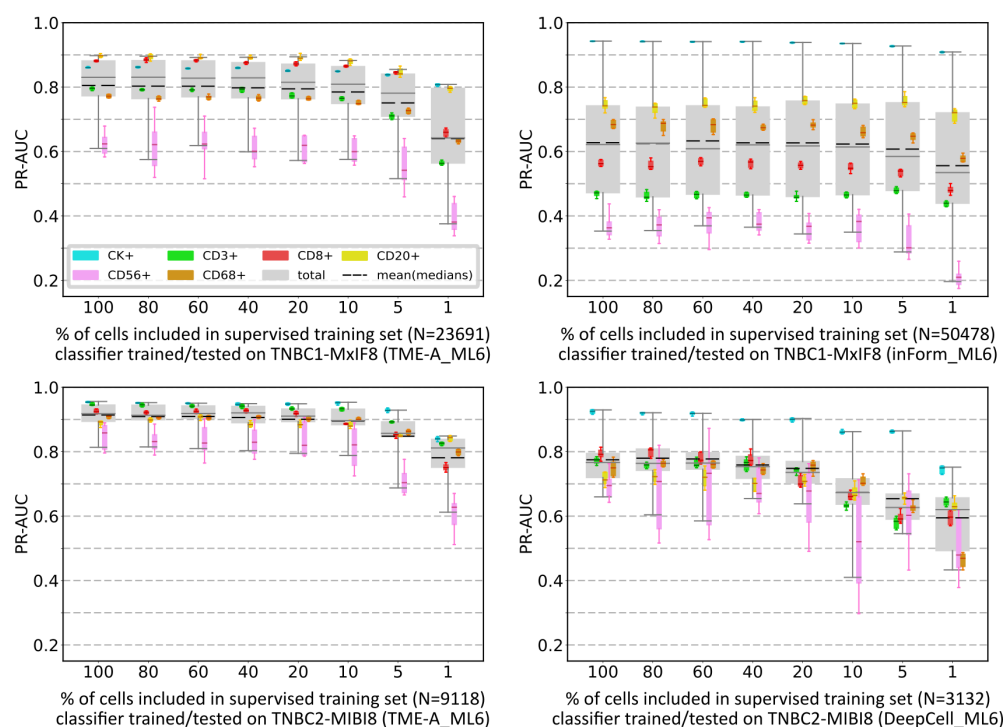 1.0
0.8
0.6
0.4
0.2
PR-AUC
CK+ CD3+ CD8+ CD20+
CD56+ CD68+ total mean(medians)
100 80 60 40 20 10 5 1
% of cells included in supervised training set (N=23691)
classifier trained/tested on TNBC1-MxIF8 (TME-A_ML6)
1.0
0.8
0.6
0.4
0.2
PR-AUC
100 80 60 40 20 10 5 1
% of cells included in supervised training set (N=50478)
classifier trained/tested on TNBC1-MxIF8 (inForm_ML6)
1.0
0.8
0.6
0.4
0.2
PR-AUC
100 80 60 40 20 10 5 1
% of cells included in supervised training set (N=9118)
classifier trained/tested on TNBC2-MIBI8 (TME-A_ML6)
1.0
0.8
0.6
0.4
0.2
PR-AUC
100 80 60 40 20 10 5 1
% of cells included in supervised training set (N=3132)
classifier trained/tested on TNBC2-MIBI8 (DeepCell_ML6)